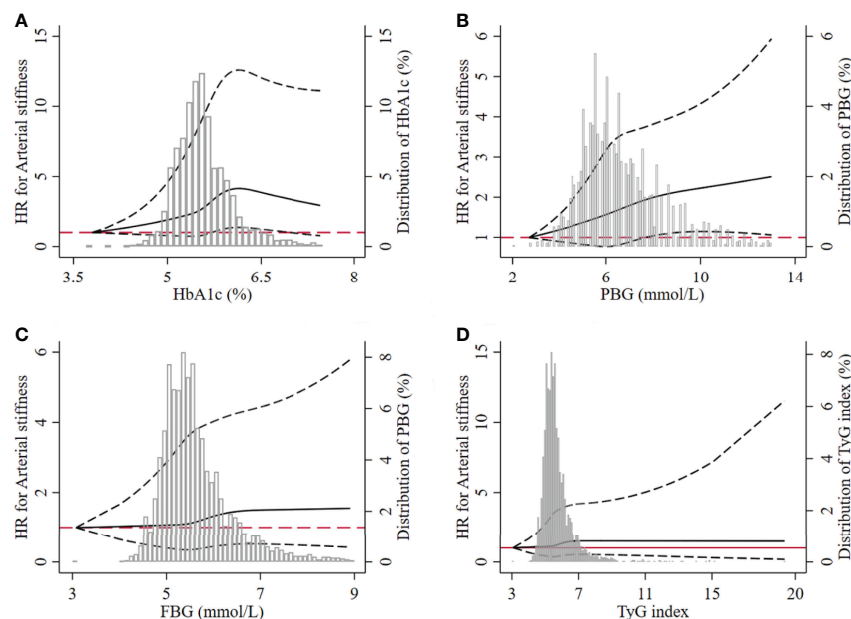 A
15
10
5
0
HR for Arterial stiffness
15
10
5
0
Distribution of HbA1c (%)
3.5 5 6.5 8
HbA1c (%)
B
6
5
4
3
2
1
HR for Arterial stiffness
6
4
2
0
Distribution of PBG (%)
2 6 10 14
PBG (mmol/L)
C
6
4
2
0
HR for Arterial stiffness
8
6
4
2
0
Distribution of PBG (%)
3 5 7 9
FBG (mmol/L)
D
15
10
5
0
HR for Arterial stiffness
8
6
4
2
0
Distribution of TyG index (%)
3 7 11 15 20
TyG index